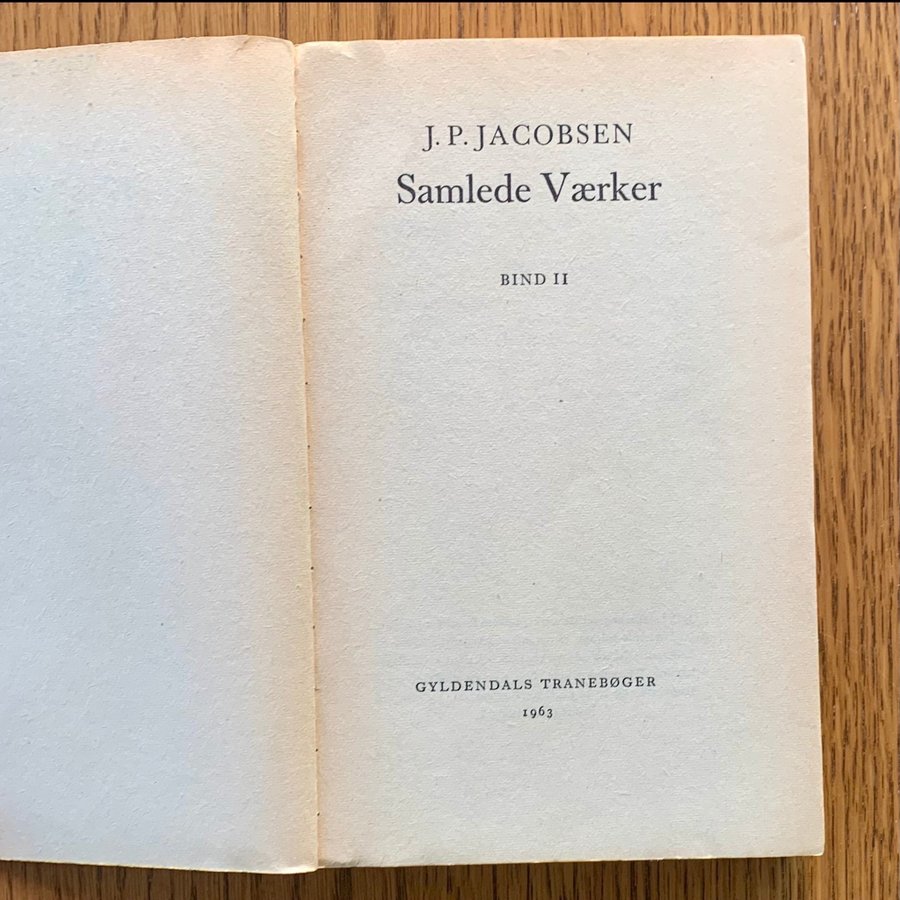 J. P. JACOBSEN
Samlede Værker
BIND II
GYLDENDALS TRANEBØGER
1963